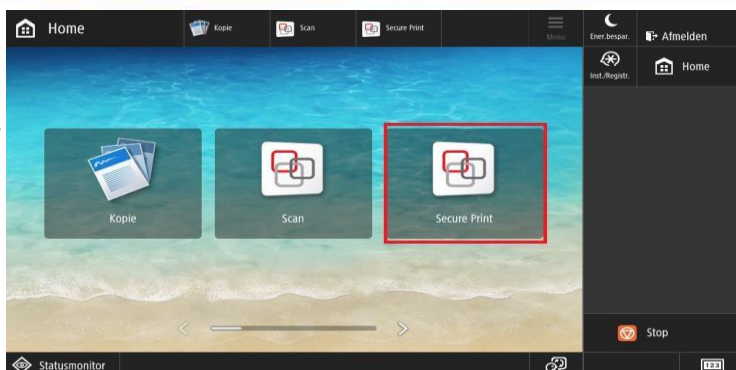 Home
Kopie
Scan
Secure Print
Menu
Ener.bespar.
Afmelden
Inst./Registr.
Home
Kopie
Scan
Secure Print
Stop
Statusmonitor
123